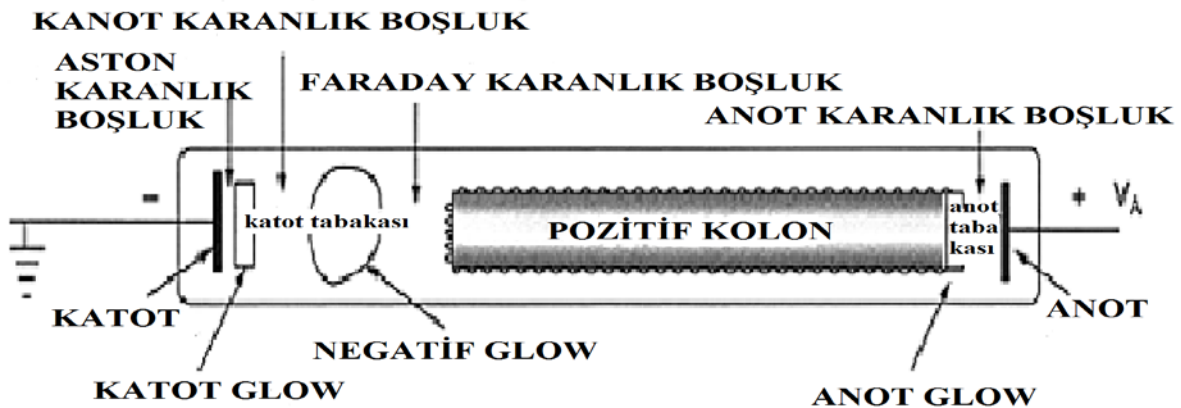 KANOT KARANLIK BOŞLUK
ASTON
KARANLIK
BOŞLUK
FARADAY KARANLIK BOŞLUK
ANOT KARANLIK BOŞLUK
-
katot tabakası
POZİTİF KOLON
anot
taba
kası
+ VA
KATOT
NEGATİF GLOW
ANOT
KATOT GLOW
ANOT GLOW